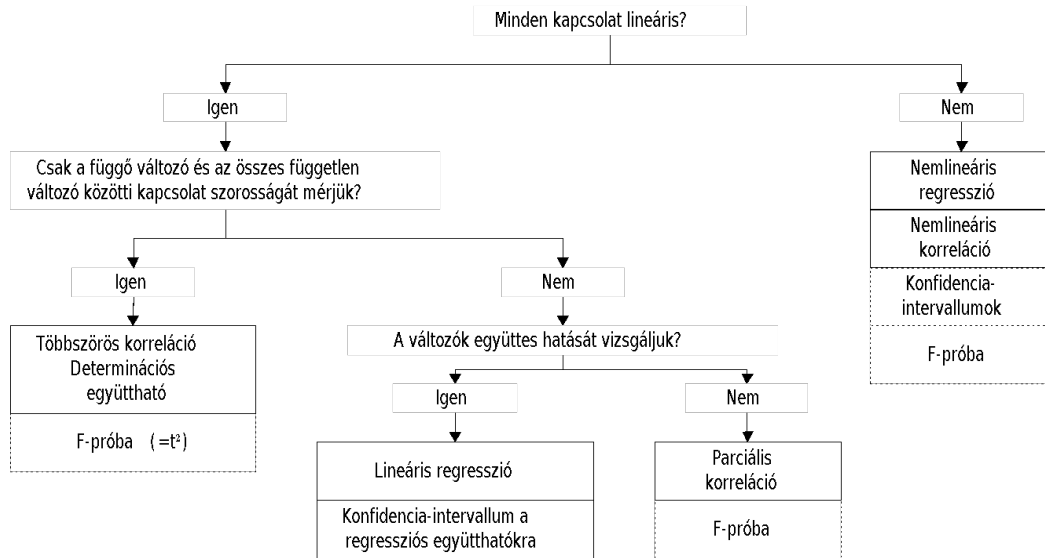 Minden kapcsolat lineáris?
Igen
Nem
Csak a függő változó és az összes független
változó közötti kapcsolat szorosságát mérjük?
Nemlineáris
regresszió
Nemlineáris
korreláció
Konfidencia-
intervallumok
F-próba
Igen
Nem
Többszörös korreláció
Determinációs
együttható
F-próba (=t²)
A változók együttes hatását vizsgáljuk?
Igen
Nem
Lineáris regresszió
Konfidencia-intervallum a
regressziós együtthatókra
Parciális
korreláció
F-próba